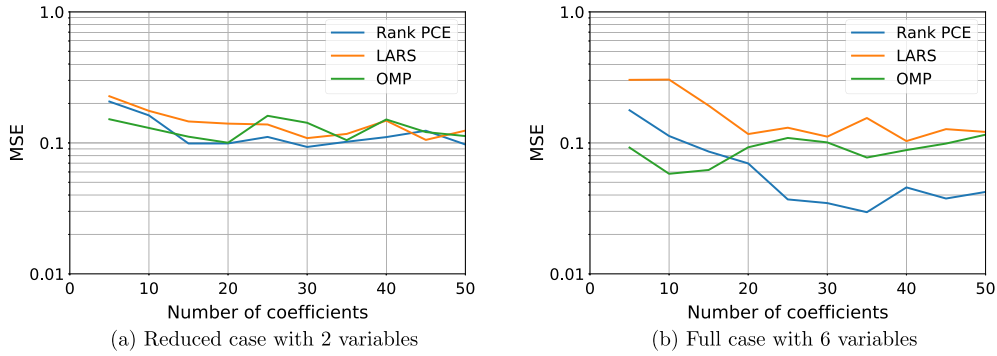 1.0
0.1
0.01
MSE
Rank PCE
LARS
OMP
0 10 20 30 40 50
Number of coefficients
(a) Reduced case with 2 variables
1.0
0.1
0.01
MSE
Rank PCE
LARS
OMP
0 10 20 30 40 50
Number of coefficients
(b) Full case with 6 variables